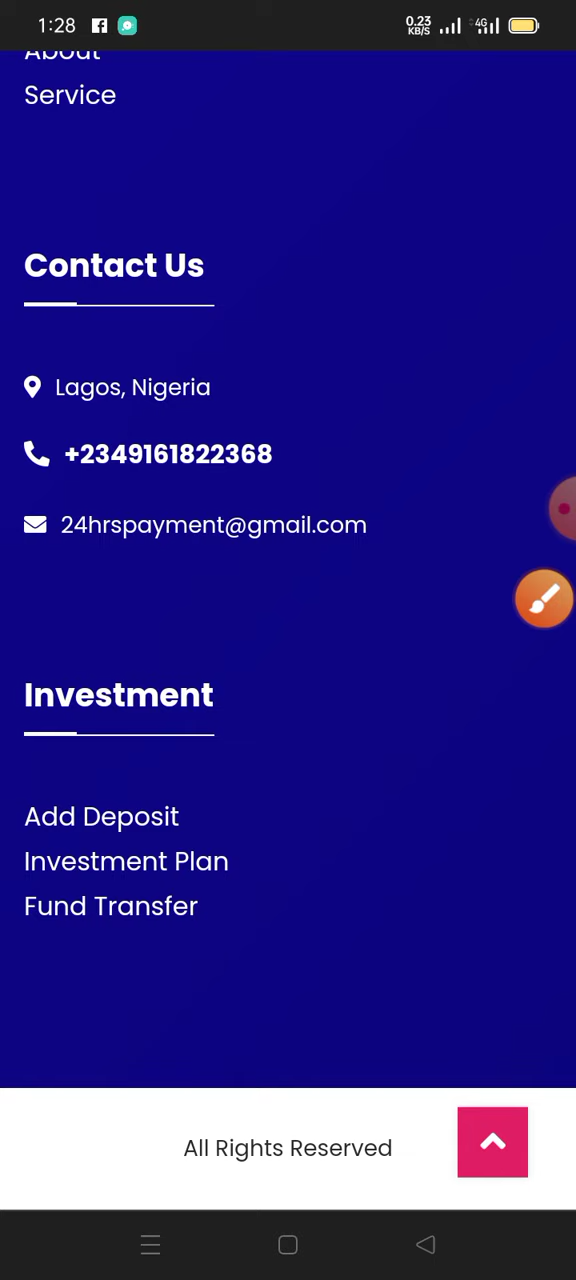 1:28
0.23
KB/S
4G
About
Service
Contact Us
Lagos, Nigeria
+2349161822368
24hrspayment@gmail.com
Investment
Add Deposit
Investment Plan
Fund Transfer
All Rights Reserved